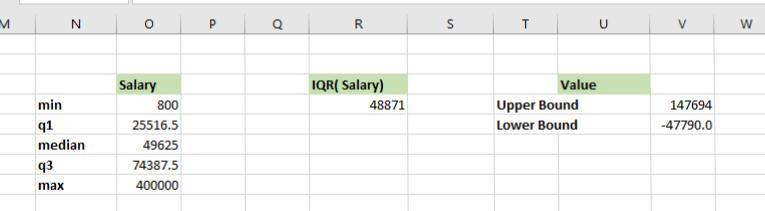 M N O P Q R S T U V W
Salary IQR( Salary) Value
min 800 48871 Upper Bound 147694
q1 25516.5 Lower Bound -47790.0
median 49625
q3 74387.5
max 400000